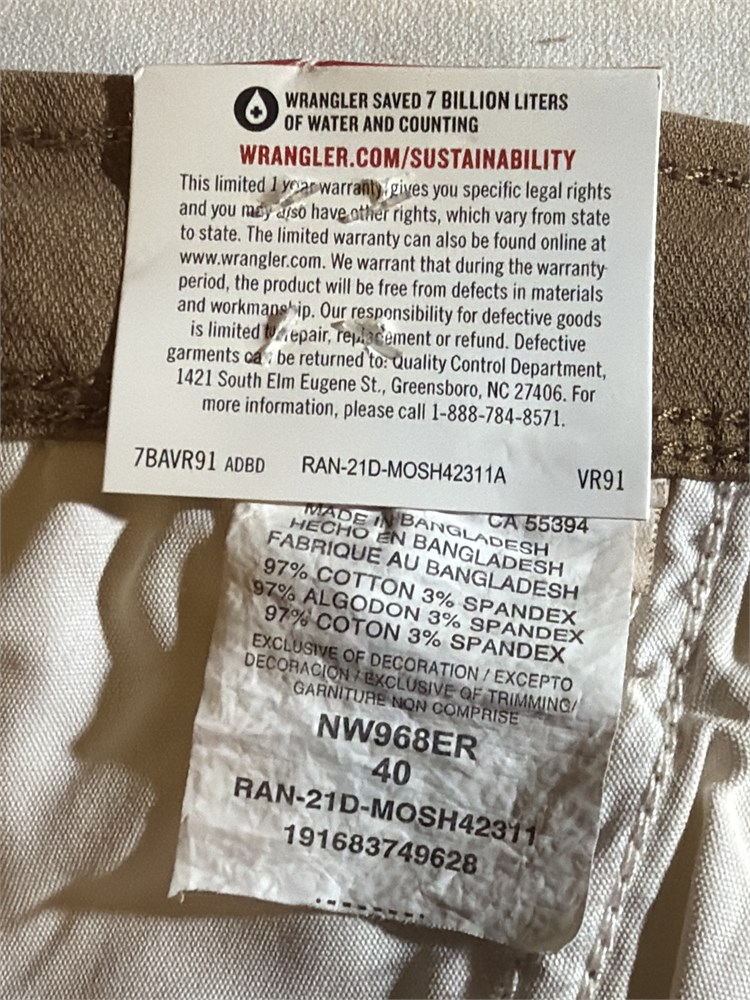 WRANGLER SAVED 7 BILLION LITERS
OF WATER AND COUNTING
WRANGLER.COM/SUSTAINABILITY
This limited 1 year warranty gives you specific legal rights
and you may also have other rights, which vary from state
to state. The limited warranty can also be found online at
www.wrangler.com. We warrant that during the warranty
period, the product will be free from defects in materials
and workmanship. Our responsibility for defective goods
is limited to repair, replacement or refund. Defective
garments can be returned to: Quality Control Department,
1421 South Elm Eugene St., Greensboro, NC 27406. For
more information, please call 1-888-784-8571.
7BAVR91 ADBD RAN-21D-MOSH42311A VR91
CA 55394
MADE IN BANGLADESH
HECHO EN BANGLADESH
FABRIQUE AU BANGLADESH
97% COTTON 3% SPANDEX
97% ALGODON 3% SPANDEX
97% COTON 3% SPANDEX
EXCLUSIVE OF DECORATION / EXCEPTO
DECORACION / EXCLUSIVE OF TRIMMING/
GARNITURE NON COMPRISE
NW968ER
40
RAN-21D-MOSH42311
191683749628